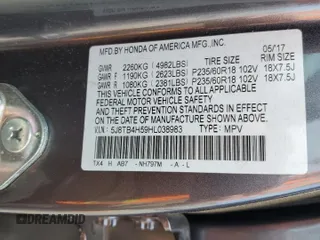 MFD BY HONDA OF AMERICA MFG., INC. 05/17
GVWR 2260KG (4982LBS) TIRE SIZE RIM SIZE
GAWR F 1190KG (2623LBS) P235/60R18 102V 18X7.5J
GAWR R 1080KG (2381LBS) P235/60R18 102V 18X7.5J
THIS VEHICLE CONFORMS TO ALL APPLICABLE
FEDERAL MOTOR VEHICLE SAFETY AND THEFT
PREVENTION STANDARDS IN EFFECT ON THE DATE OF
MANUFACTURE SHOWN ABOVE.
V.I.N: 5J8TB4H59HL038983 TYPE: MPV
TX4 H AB7 - NH797M - A - L
DREAMBID